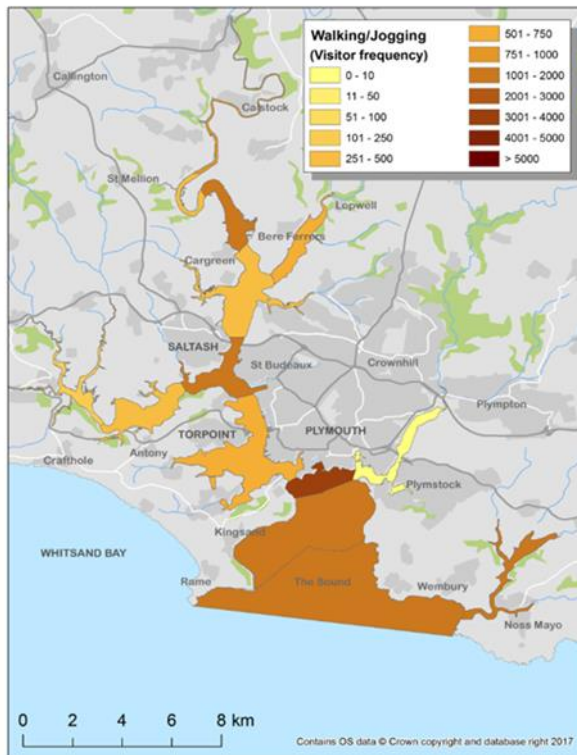 Walking/Jogging
(Visitor frequency)
0 - 10
11 - 50
51 - 100
101 - 250
251 - 500
501 - 750
751 - 1000
1001 - 2000
2001 - 3000
3001 - 4000
4001 - 5000
> 5000
Callington
Calstock
St Mellion
Lopwell
Bere Ferrers
Cargreen
SALTASH
St Budeaux
Crownhill
Plympton
TORPOINT
PLYMOUTH
Antony
Crafthole
Plymstock
Kingsand
WHITSAND BAY
Rame
The Sound
Wembury
Noss Mayo
0 2 4 6 8 km
Contains OS data © Crown copyright and database right 2017